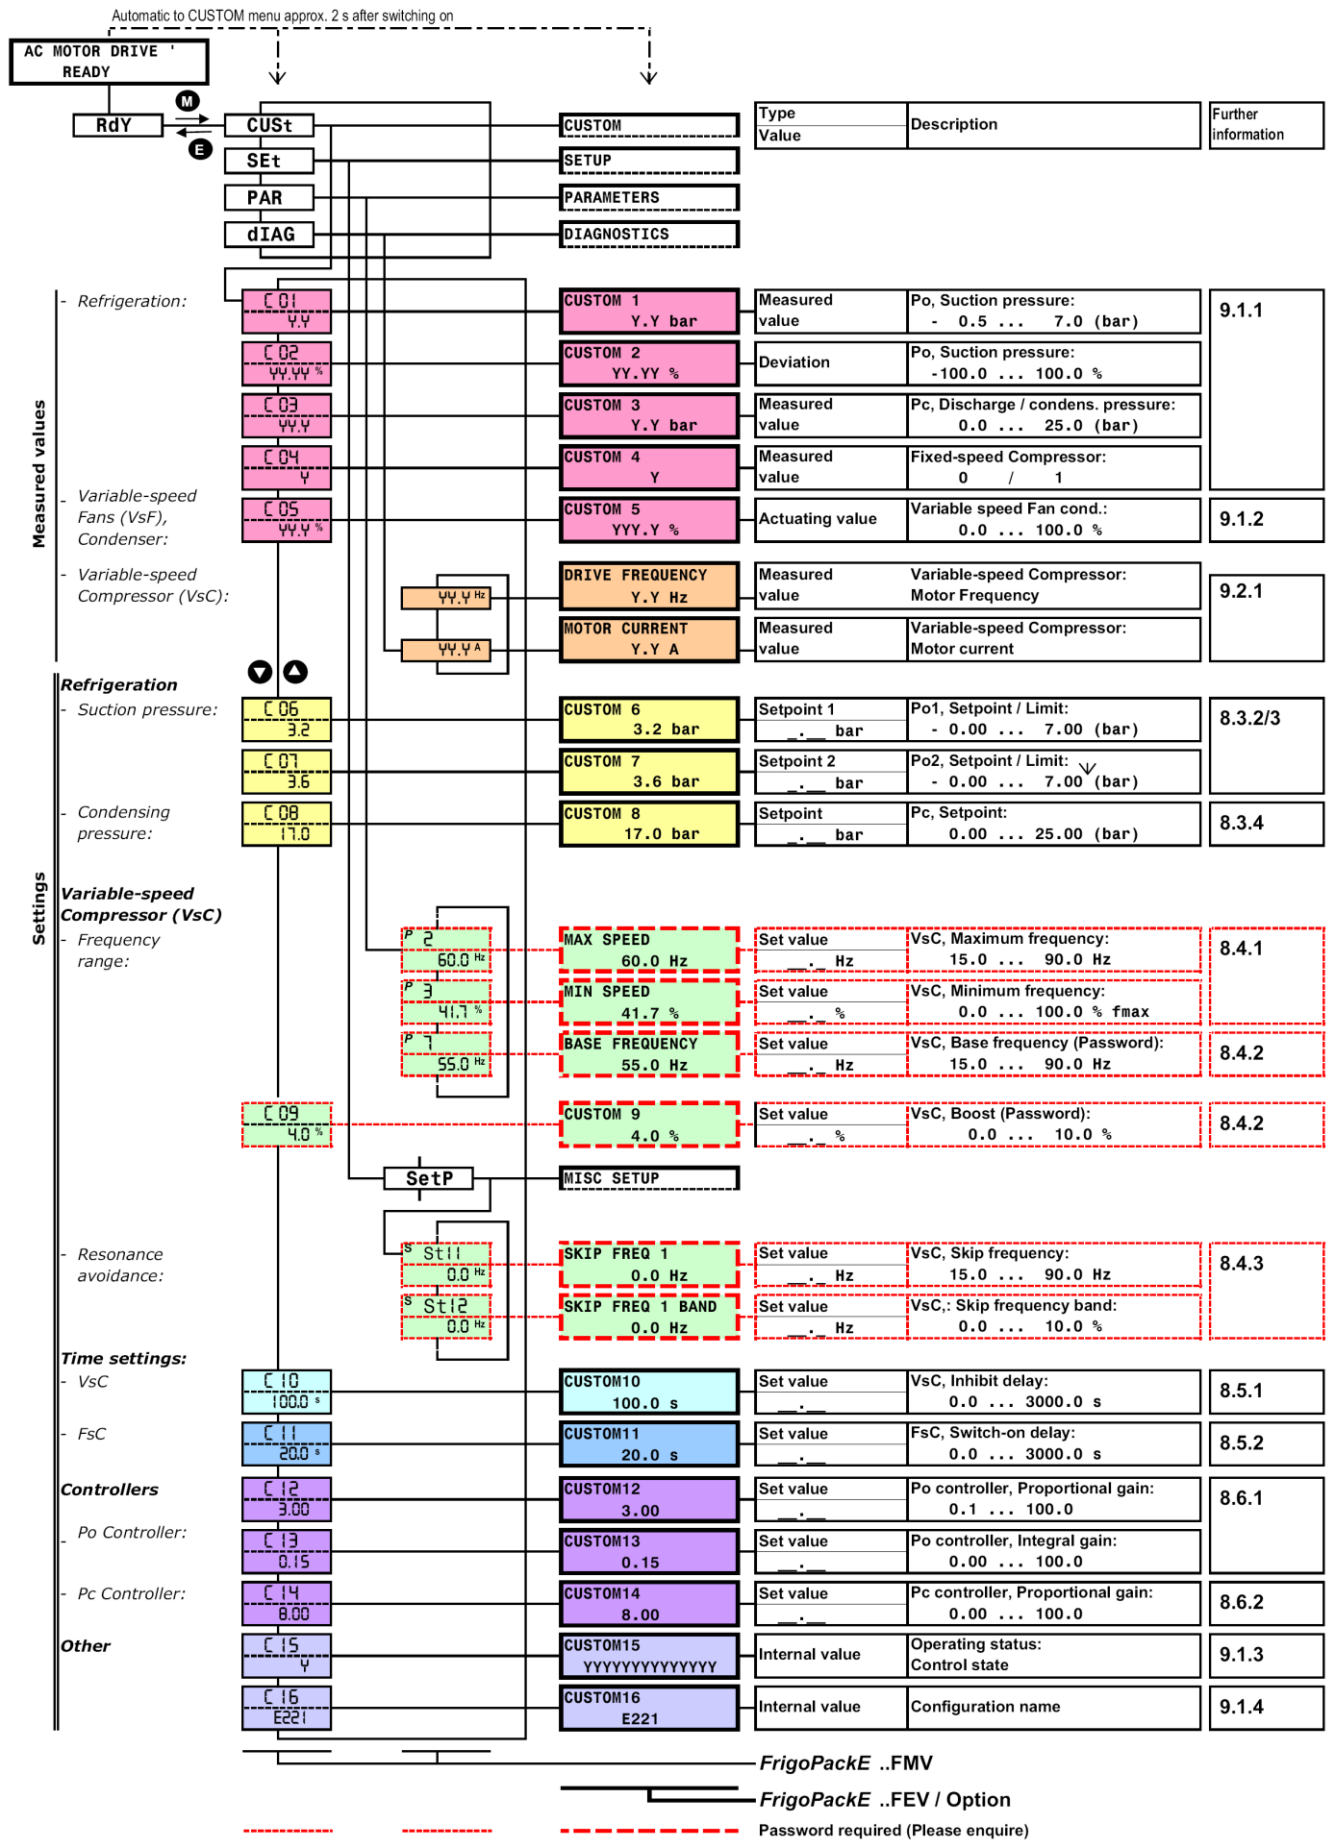 Automatic to CUSTOM menu approx. 2 s after switching on
AC MOTOR DRIVE '
READY
RdY
M
E
CUSt
CUSTOM
Type
Value
Description
Further
information
SEt
SETUP
PAR
PARAMETERS
dIAG
DIAGNOSTICS
Measured values
- Refrigeration:
C 01
Y.Y
CUSTOM 1
Y.Y bar
Measured
value
Po, Suction pressure:
- 0.5 ... 7.0 (bar)
9.1.1
C 02
YY.YY %
CUSTOM 2
YY.YY %
Deviation
Po, Suction pressure:
-100.0 ... 100.0 %
C 03
YY.Y
CUSTOM 3
Y.Y bar
Measured
value
Pc, Discharge / condens. pressure:
0.0 ... 25.0 (bar)
C 04
Y
CUSTOM 4
Y
Measured
value
Fixed-speed Compressor:
0 / 1
- Variable-speed
Fans (VsF),
Condenser:
C 05
YY.Y %
CUSTOM 5
YYY.Y %
Actuating value
Variable speed Fan cond.:
0.0 ... 100.0 %
9.1.2
- Variable-speed
Compressor (VsC):
YY.Y Hz
DRIVE FREQUENCY
Y.Y Hz
Measured
value
Variable-speed Compressor:
Motor Frequency
9.2.1
YY.Y A
MOTOR CURRENT
Y.Y A
Measured
value
Variable-speed Compressor:
Motor current
Settings
Refrigeration
- Suction pressure:
C 06
3.2
CUSTOM 6
3.2 bar
Setpoint 1
_.__ bar
Po1, Setpoint / Limit:
- 0.00 ... 7.00 (bar)
8.3.2/3
C 07
3.6
CUSTOM 7
3.6 bar
Setpoint 2
_.__ bar
Po2, Setpoint / Limit:
- 0.00 ... 7.00 (bar)
- Condensing
pressure:
C 08
17.0
CUSTOM 8
17.0 bar
Setpoint
_.__ bar
Pc, Setpoint:
0.00 ... 25.00 (bar)
8.3.4
Variable-speed
Compressor (VsC)
- Frequency
range:
P 2
60.0 Hz
MAX SPEED
60.0 Hz
Set value
__._ Hz
VsC, Maximum frequency:
15.0 ... 90.0 Hz
8.4.1
P 3
41.7 %
MIN SPEED
41.7 %
Set value
__._ %
VsC, Minimum frequency:
0.0 ... 100.0 % fmax
P 7
55.0 Hz
BASE FREQUENCY
55.0 Hz
Set value
__._ Hz
VsC, Base frequency (Password):
15.0 ... 90.0 Hz
8.4.2
C 09
4.0 %
CUSTOM 9
4.0 %
Set value
__._ %
VsC, Boost (Password):
0.0 ... 10.0 %
8.4.2
SetP
MISC SETUP
- Resonance
avoidance:
S St11
0.0 Hz
SKIP FREQ 1
0.0 Hz
Set value
__._ Hz
VsC, Skip frequency:
15.0 ... 90.0 Hz
8.4.3
S St12
0.0 Hz
SKIP FREQ 1 BAND
0.0 Hz
Set value
__._ Hz
VsC,: Skip frequency band:
0.0 ... 10.0 %
Time settings:
- VsC
C 10
100.0 s
CUSTOM10
100.0 s
Set value
__.__
VsC, Inhibit delay:
0.0 ... 3000.0 s
8.5.1
- FsC
C 11
20.0 s
CUSTOM11
20.0 s
Set value
__.__
FsC, Switch-on delay:
0.0 ... 3000.0 s
8.5.2
Controllers
- Po Controller:
C 12
3.00
CUSTOM12
3.00
Set value
__.__
Po controller, Proportional gain:
0.1 ... 100.0
8.6.1
C 13
0.15
CUSTOM13
0.15
Set value
__.__
Po controller, Integral gain:
0.00 ... 100.0
- Pc Controller:
C 14
8.00
CUSTOM14
8.00
Set value
__.__
Pc controller, Proportional gain:
0.00 ... 100.0
8.6.2
Other
C 15
Y
CUSTOM15
YYYYYYYYYYYYYY
Internal value
Operating status:
Control state
9.1.3
C 16
E221
CUSTOM16
E221
Internal value
Configuration name
9.1.4
FrigoPackE ..FMV
FrigoPackE ..FEV / Option
Password required (Please enquire)